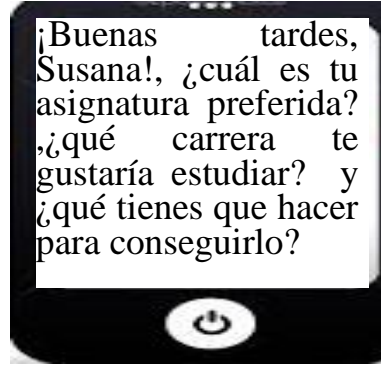 ¡Buenas tardes,
Susana!, ¿cuál es tu
asignatura preferida?
,¿qué carrera te
gustaría estudiar? y
¿qué tienes que hacer
para conseguirlo?